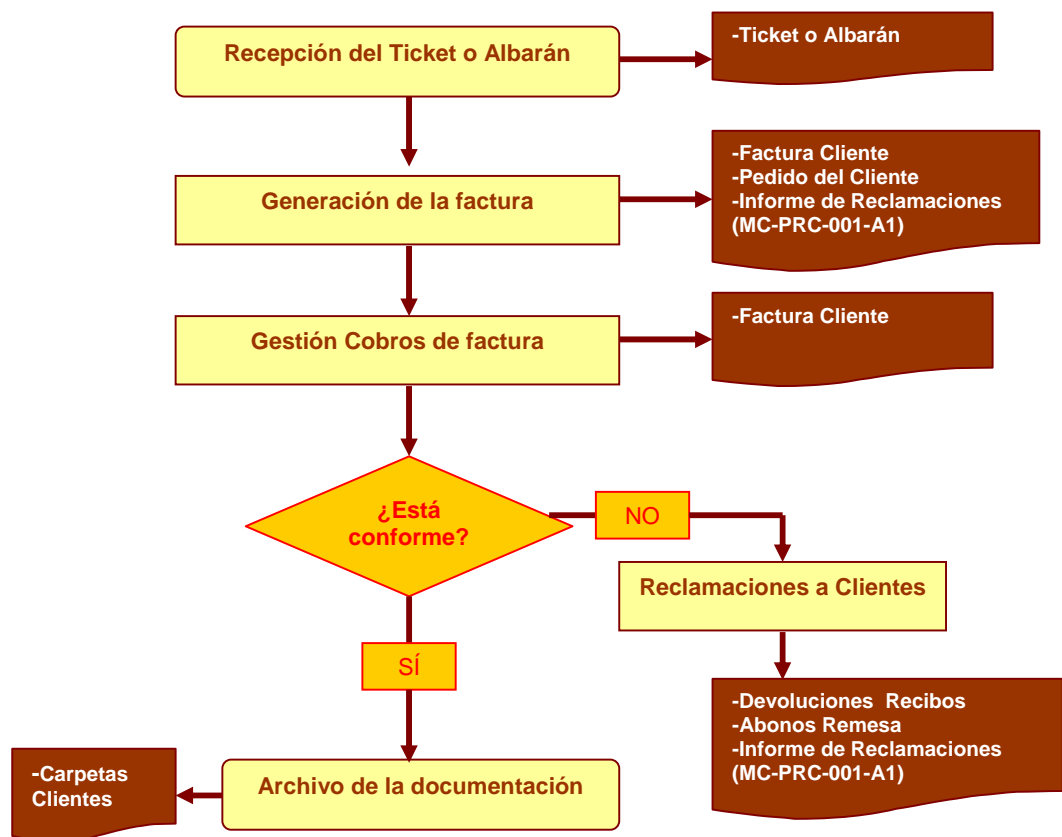 Recepción del Ticket o Albarán
-Ticket o Albarán
Generación de la factura
-Factura Cliente
-Pedido del Cliente
-Informe de Reclamaciones
(MC-PRC-001-A1)
Gestión Cobros de factura
-Factura Cliente
¿Está
conforme?
NO
Reclamaciones a Clientes
SÍ
-Devoluciones  Recibos
-Abonos Remesa
-Informe de Reclamaciones
(MC-PRC-001-A1)
-Carpetas
Clientes
Archivo de la documentación